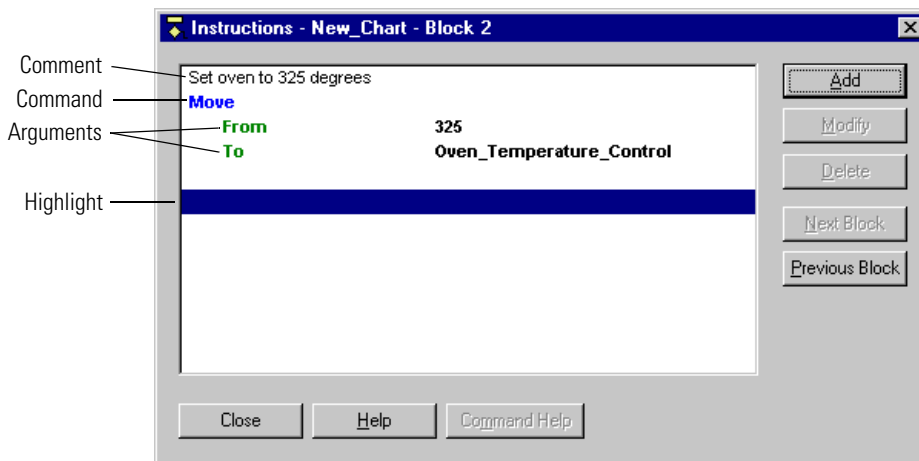 Instructions - New_Chart - Block 2
Comment
Set oven to 325 degrees
Add
Command
Move
Arguments
From 325
Modify
To Oven_Temperature_Control
Delete
Highlight
Next Block
Previous Block
Close
Help
Command Help